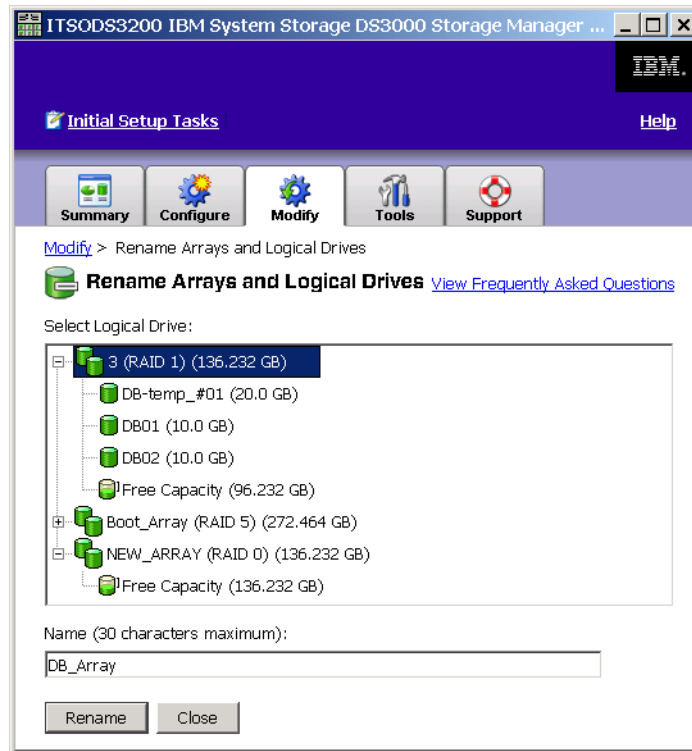 ITSODS3200 IBM System Storage DS3000 Storage Manager ...
IBM.
Initial Setup Tasks
Help
Summary
Configure
Modify
Tools
Support
Modify > Rename Arrays and Logical Drives
Rename Arrays and Logical Drives View Frequently Asked Questions
Select Logical Drive:
3 (RAID 1) (136.232 GB)
DB-temp_#01 (20.0 GB)
DB01 (10.0 GB)
DB02 (10.0 GB)
Free Capacity (96.232 GB)
Boot_Array (RAID 5) (272.464 GB)
NEW_ARRAY (RAID 0) (136.232 GB)
Free Capacity (136.232 GB)
Name (30 characters maximum):
DB_Array
Rename
Close